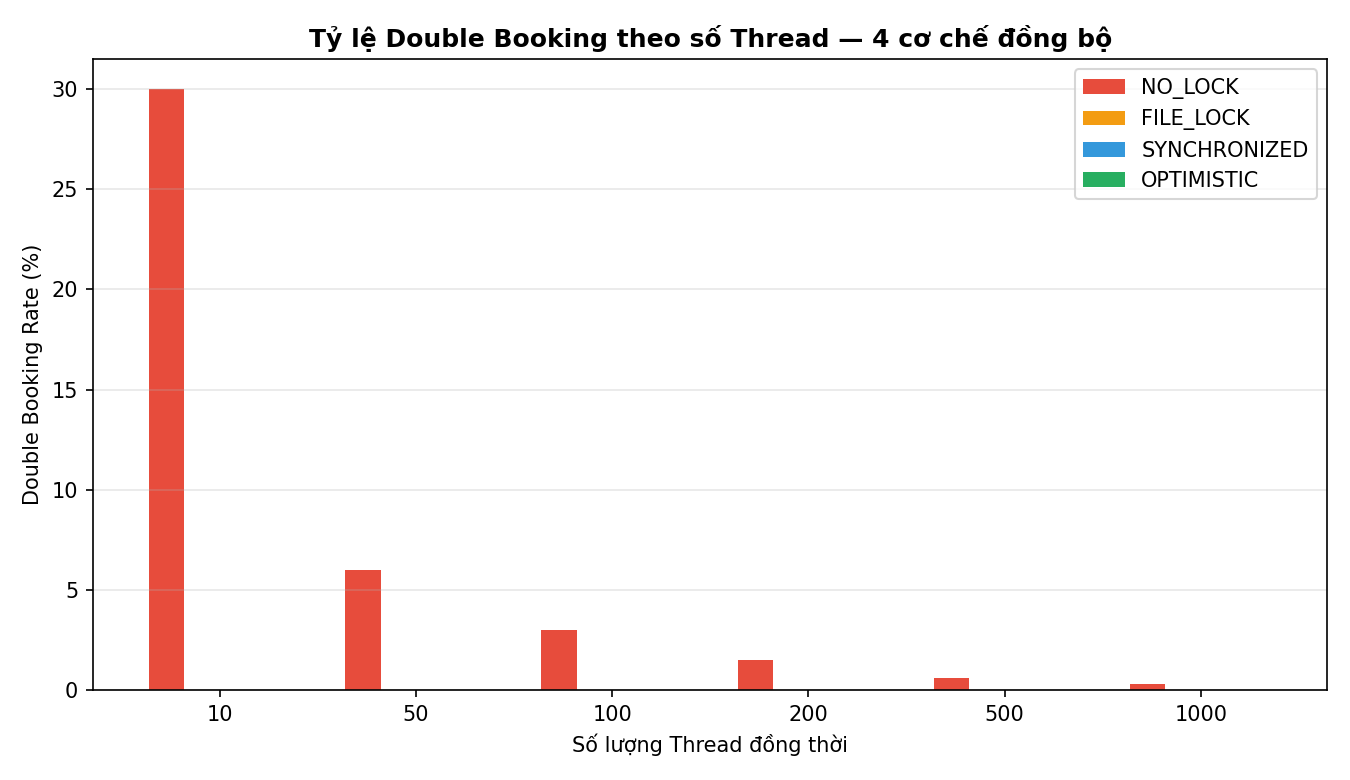 Tỷ lệ Double Booking theo số Thread — 4 cơ chế đồng bộ
NO_LOCK
FILE_LOCK
SYNCHRONIZED
OPTIMISTIC
Double Booking Rate (%)
30
25
20
15
10
5
0
10 50 100 200 500 1000
Số lượng Thread đồng thời